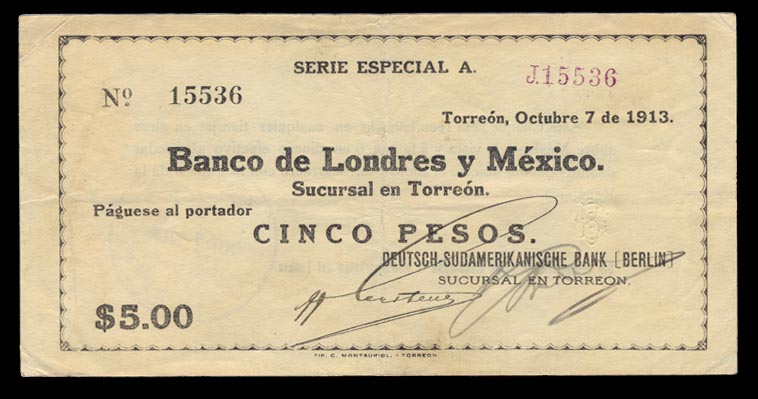 SERIE ESPECIAL A.
J.15536
Nº 15536
Torreón, Octubre 7 de 1913.
Banco de Londres y México.
Sucursal en Torreón.
Páguese al portador
CINCO PESOS.
DEUTSCH-SUDAMERIKANISCHE BANK [BERLIN]
SUCURSAL EN TORREON.
$5.00
TIP. C. MONTAURIOL. - TORREON